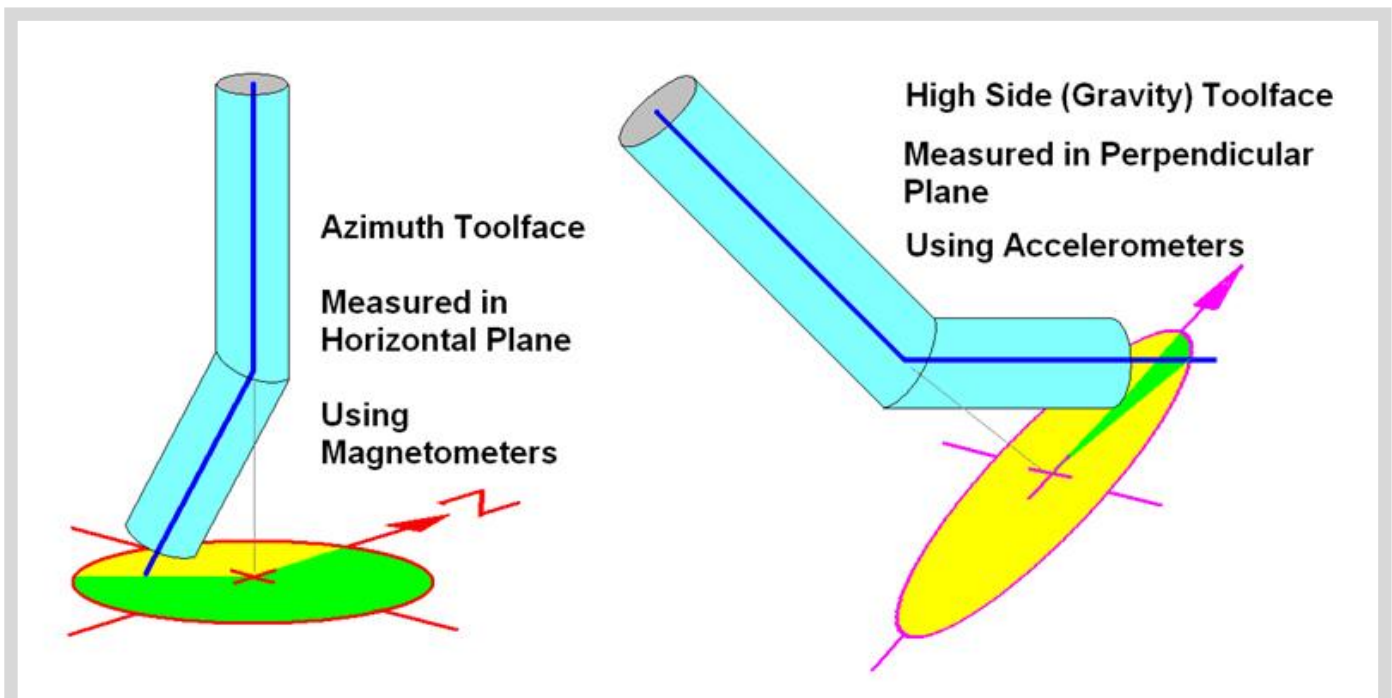 Azimuth Toolface
Measured in
Horizontal Plane
Using
Magnetometers
N
High Side (Gravity) Toolface
Measured in Perpendicular
Plane
Using Accelerometers